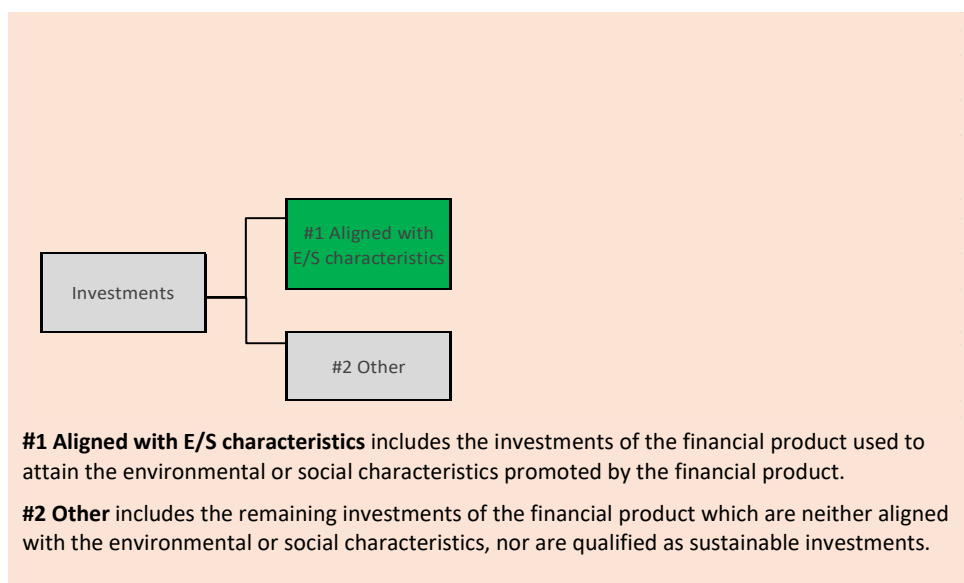 #1 Aligned with
E/S characteristics
Investments
#2 Other
#1 Aligned with E/S characteristics includes the investments of the financial product used to
attain the environmental or social characteristics promoted by the financial product.
#2 Other includes the remaining investments of the financial product which are neither aligned
with the environmental or social characteristics, nor are qualified as sustainable investments.